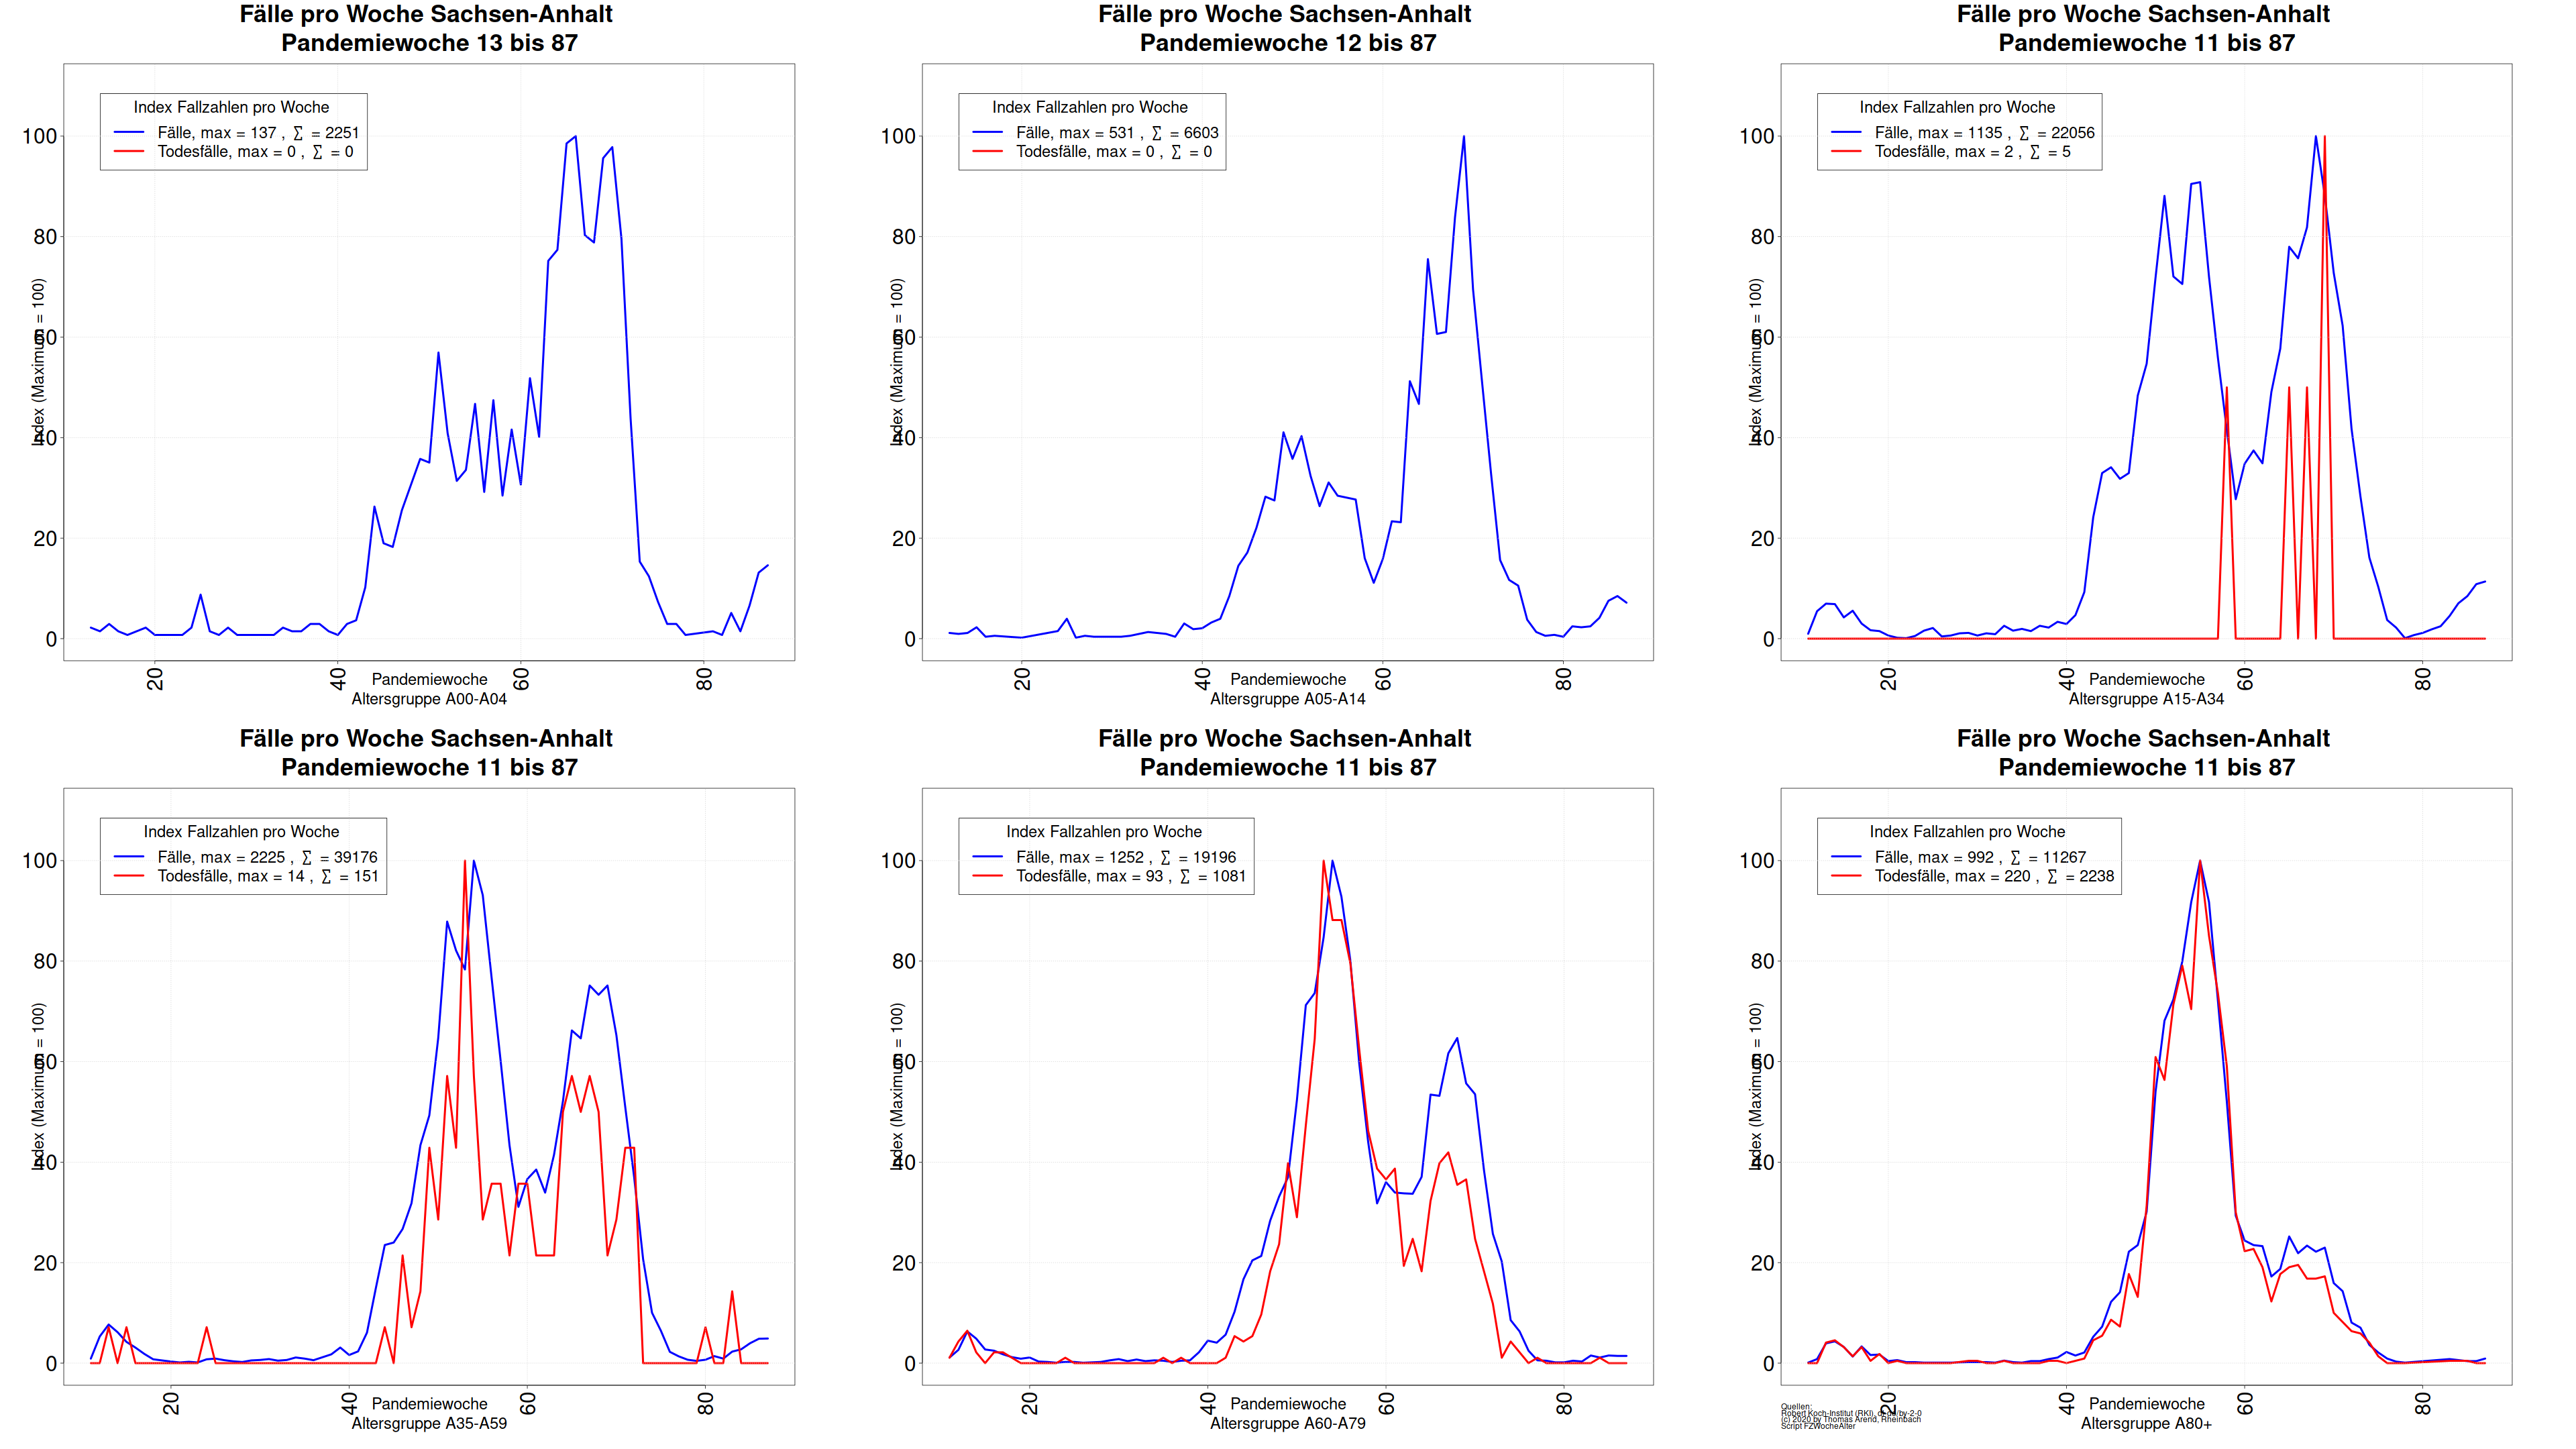 Fälle pro Woche Sachsen-Anhalt
Pandemiewoche 13 bis 87
Index Fallzahlen pro Woche
Fälle, max = 137 , ∑ = 2251
Todesfälle, max = 0 , ∑ = 0
Index (Maximum = 100)
100
80
60
40
20
0
20
40
60
80
Pandemiewoche
Altersgruppe A00-A04
Fälle pro Woche Sachsen-Anhalt
Pandemiewoche 12 bis 87
Index Fallzahlen pro Woche
Fälle, max = 531 , ∑ = 6603
Todesfälle, max = 0 , ∑ = 0
Index (Maximum = 100)
100
80
60
40
20
0
20
40
60
80
Pandemiewoche
Altersgruppe A05-A14
Fälle pro Woche Sachsen-Anhalt
Pandemiewoche 11 bis 87
Index Fallzahlen pro Woche
Fälle, max = 1135 , ∑ = 22056
Todesfälle, max = 2 , ∑ = 5
Index (Maximum = 100)
100
80
60
40
20
0
20
40
60
80
Pandemiewoche
Altersgruppe A15-A34
Fälle pro Woche Sachsen-Anhalt
Pandemiewoche 11 bis 87
Index Fallzahlen pro Woche
Fälle, max = 2225 , ∑ = 39176
Todesfälle, max = 14 , ∑ = 151
Index (Maximum = 100)
100
80
60
40
20
0
20
40
60
80
Pandemiewoche
Altersgruppe A35-A59
Fälle pro Woche Sachsen-Anhalt
Pandemiewoche 11 bis 87
Index Fallzahlen pro Woche
Fälle, max = 1252 , ∑ = 19196
Todesfälle, max = 93 , ∑ = 1081
Index (Maximum = 100)
100
80
60
40
20
0
20
40
60
80
Pandemiewoche
Altersgruppe A60-A79
Fälle pro Woche Sachsen-Anhalt
Pandemiewoche 11 bis 87
Index Fallzahlen pro Woche
Fälle, max = 992 , ∑ = 11267
Todesfälle, max = 220 , ∑ = 2238
Index (Maximum = 100)
100
80
60
40
20
0
20
40
60
80
Pandemiewoche
Altersgruppe A80+
Quellen:
Robert Koch-Institut (RKI), dl-de/by-2-0
(c) 2020 by Thomas Arend, Rheinbach
Script FZWocheAlter